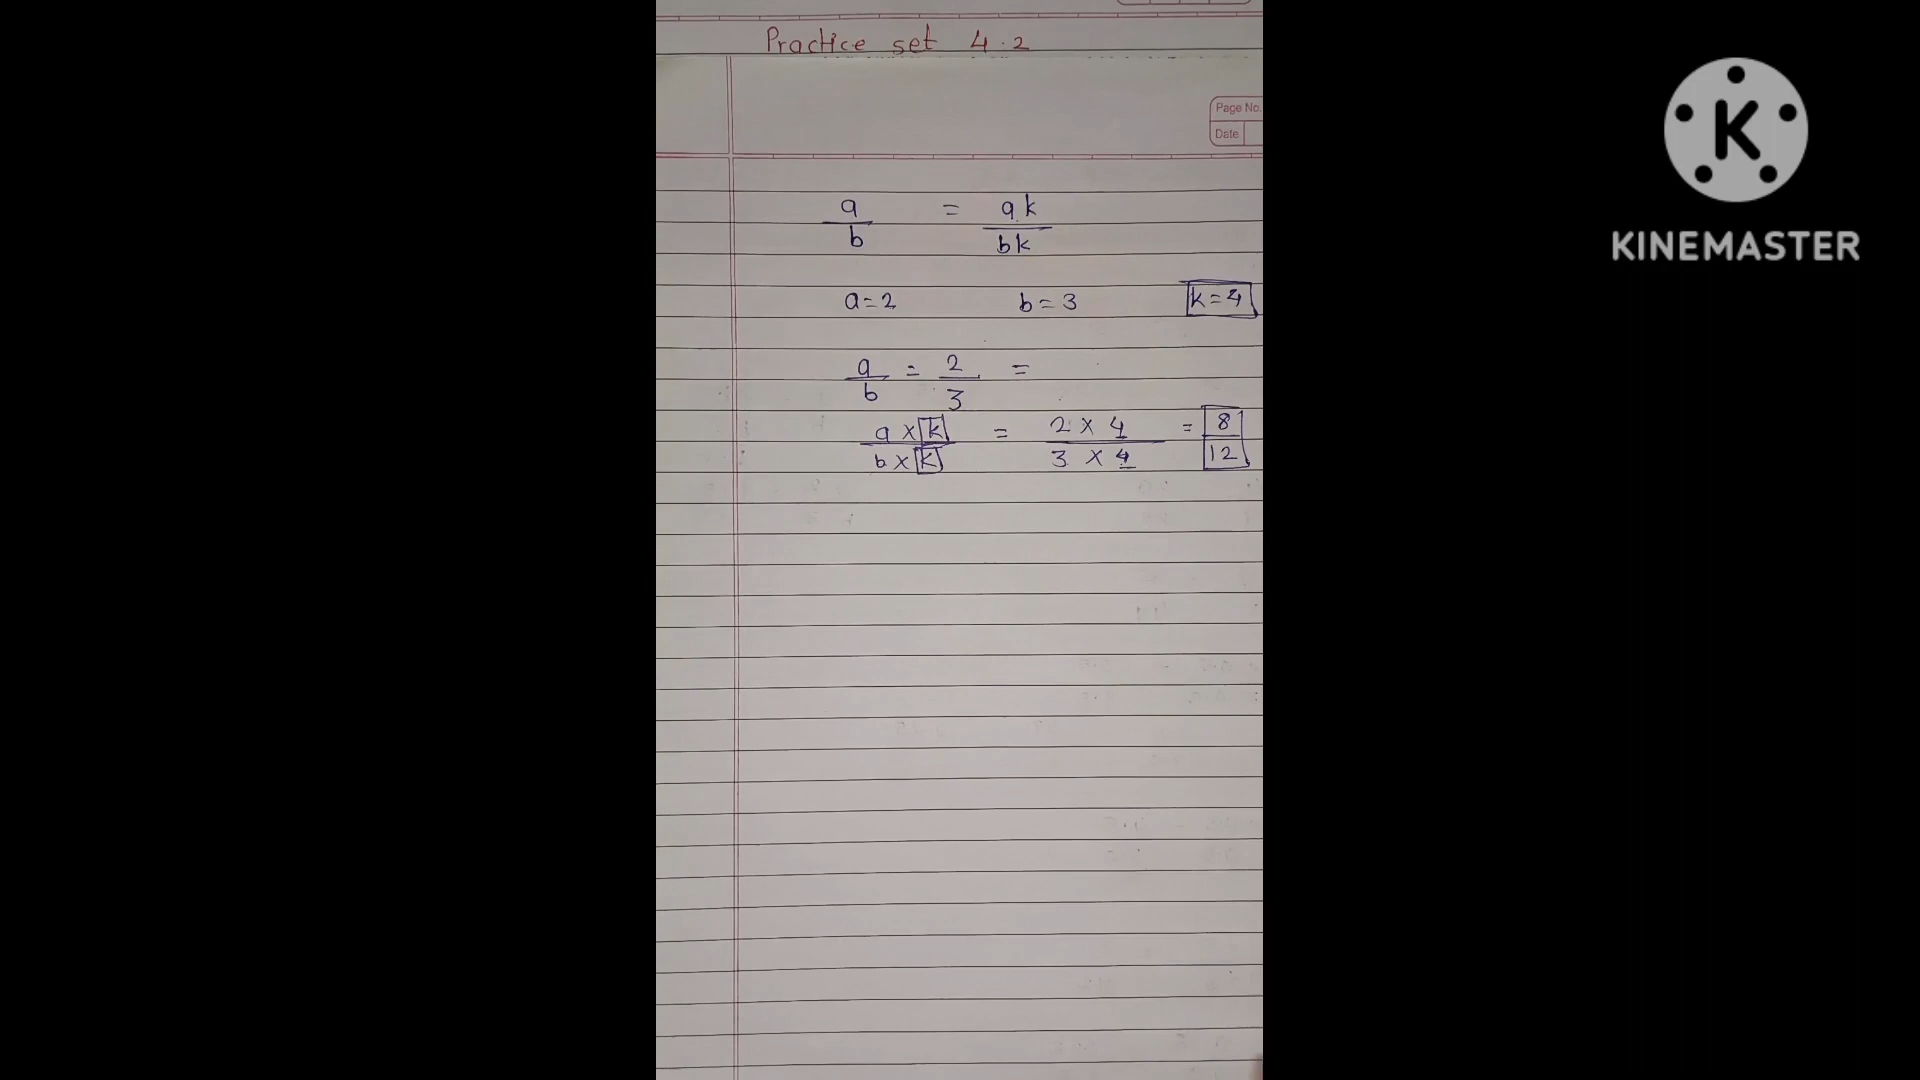 Practice set 4.2
Page No.
Date
K
KINEMASTER
a/b = ak/bk
a=2 b=3 k=4
a/b = 2/3 =
a×k/b×k = 2×4/3×4 = 8/12